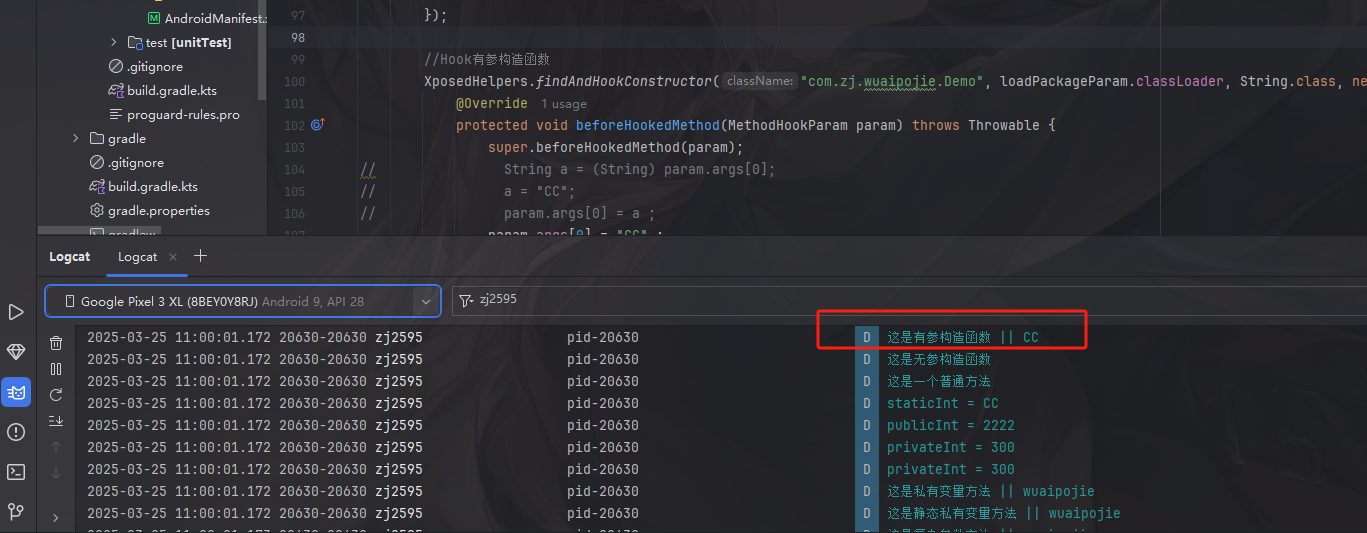 AndroidManifest.
test [unitTest]
.gitignore
build.gradle.kts
proguard-rules.pro
gradle
.gitignore
build.gradle.kts
gradle.properties
97 });
98
99 //Hook有参构造函数
100 XposedHelpers.findAndHookConstructor( className: "com.zj.wuaipojie.Demo", loadPackageParam.classLoader, String.class, ne
101 @Override 1 usage
102 protected void beforeHookedMethod(MethodHookParam param) throws Throwable {
103 super.beforeHookedMethod(param);
104 // String a = (String) param.args[0];
105 // a = "CC";
106 // param.args[0] = a ;
param.args[0] = "CC" ;
Logcat Logcat
Google Pixel 3 XL (8BEY0Y8RJ) Android 9, API 28 zj2595
2025-03-25 11:00:01.172 20630-20630 zj2595 pid-20630 D 这是有参构造函数 || CC
2025-03-25 11:00:01.172 20630-20630 zj2595 pid-20630 D 这是无参构造函数
2025-03-25 11:00:01.172 20630-20630 zj2595 pid-20630 D 这是一个普通方法
2025-03-25 11:00:01.172 20630-20630 zj2595 pid-20630 D staticInt = CC
2025-03-25 11:00:01.172 20630-20630 zj2595 pid-20630 D publicInt = 2222
2025-03-25 11:00:01.172 20630-20630 zj2595 pid-20630 D privateInt = 300
2025-03-25 11:00:01.172 20630-20630 zj2595 pid-20630 D privateInt = 300
2025-03-25 11:00:01.172 20630-20630 zj2595 pid-20630 D 这是私有变量方法 || wuaipojie
2025-03-25 11:00:01.172 20630-20630 zj2595 pid-20630 D 这是静态私有变量方法 || wuaipojie